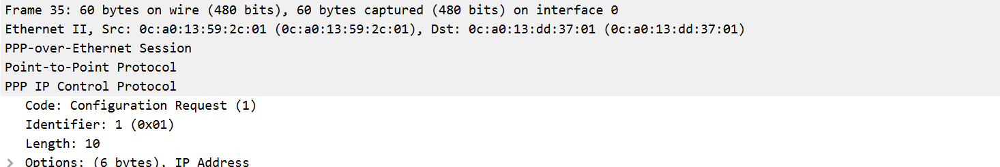 Frame 35: 60 bytes on wire (480 bits), 60 bytes captured (480 bits) on interface 0
Ethernet II, Src: 0c:a0:13:59:2c:01 (0c:a0:13:59:2c:01), Dst: 0c:a0:13:dd:37:01 (0c:a0:13:dd:37:01)
PPP-over-Ethernet Session
Point-to-Point Protocol
PPP IP Control Protocol
Code: Configuration Request (1)
Identifier: 1 (0x01)
Length: 10
Options: (6 bytes), IP Address